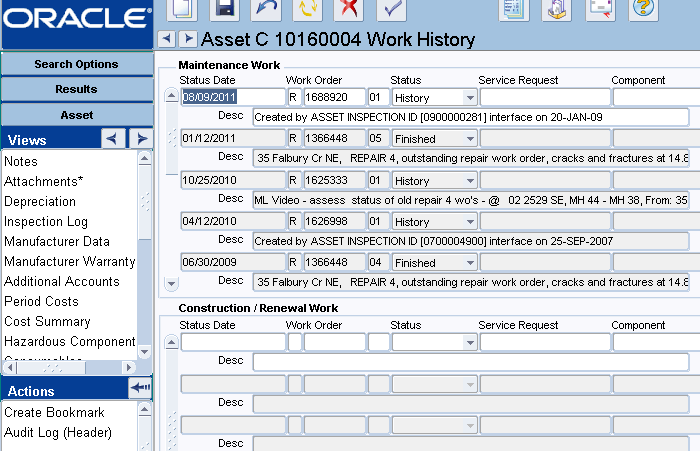 ORACLE®
Asset C 10160004 Work History
Search Options
Results
Asset
Views
Notes
Attachments*
Depreciation
Inspection Log
Manufacturer Data
Manufacturer Warranty
Additional Accounts
Period Costs
Cost Summary
Hazardous Component
Consumables
Actions
Create Bookmark
Audit Log (Header)
Maintenance Work
Status Date Work Order Status Service Request Component
08/09/2011 R 1688920 01 History
Desc Created by ASSET INSPECTION ID [0900000281] interface on 20-JAN-09
01/12/2011 R 1366448 05 Finished
Desc 35 Falbury Cr NE, REPAIR 4, outstanding repair work order, cracks and fractures at 14.8
10/25/2010 R 1625333 01 History
Desc ML Video - assess status of old repair 4 wo's - @ 02 2529 SE, MH 44 - MH 38, From: 35
04/12/2010 R 1626998 01 History
Desc Created by ASSET INSPECTION ID [0700004900] interface on 25-SEP-2007
06/30/2009 R 1366448 04 Finished
Desc 35 Falbury Cr NE, REPAIR 4, outstanding repair work order, cracks and fractures at 14.8
Construction / Renewal Work
Status Date Work Order Status Service Request Component
Desc
Desc
Desc